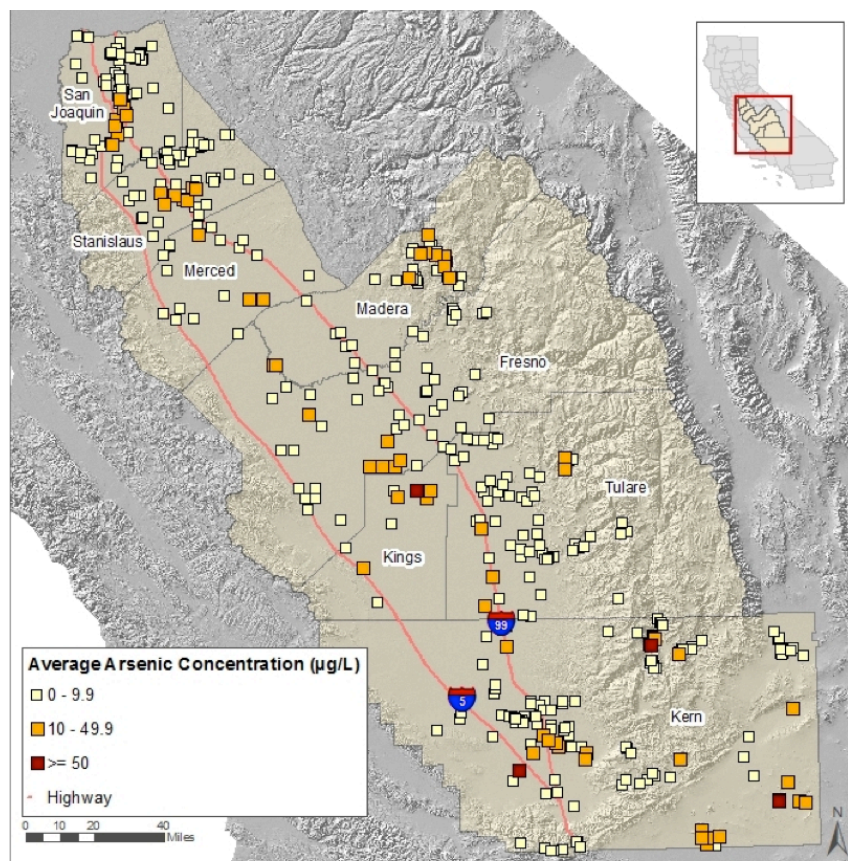 San
Joaquin
Stanislaus
Merced
Madera
Fresno
Tulare
Kings
99
5
Kern
Average Arsenic Concentration (µg/L)
0 - 9.9
10 - 49.9
>= 50
Highway
0 10 20 40
Miles
N